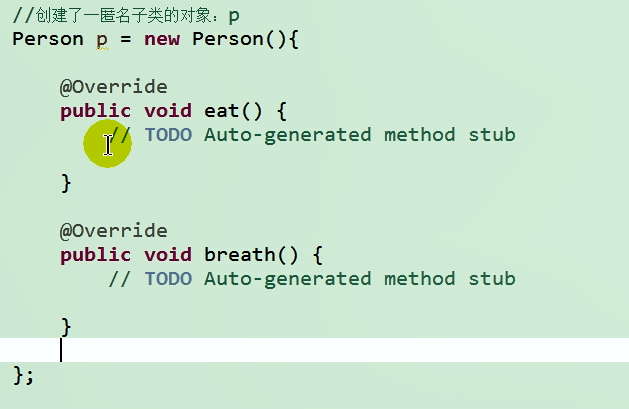 //创建了一匿名子类的对象：p
Person p = new Person(){
@Override
public void eat() {
// TODO Auto-generated method stub
}
@Override
public void breath() {
// TODO Auto-generated method stub
}
};